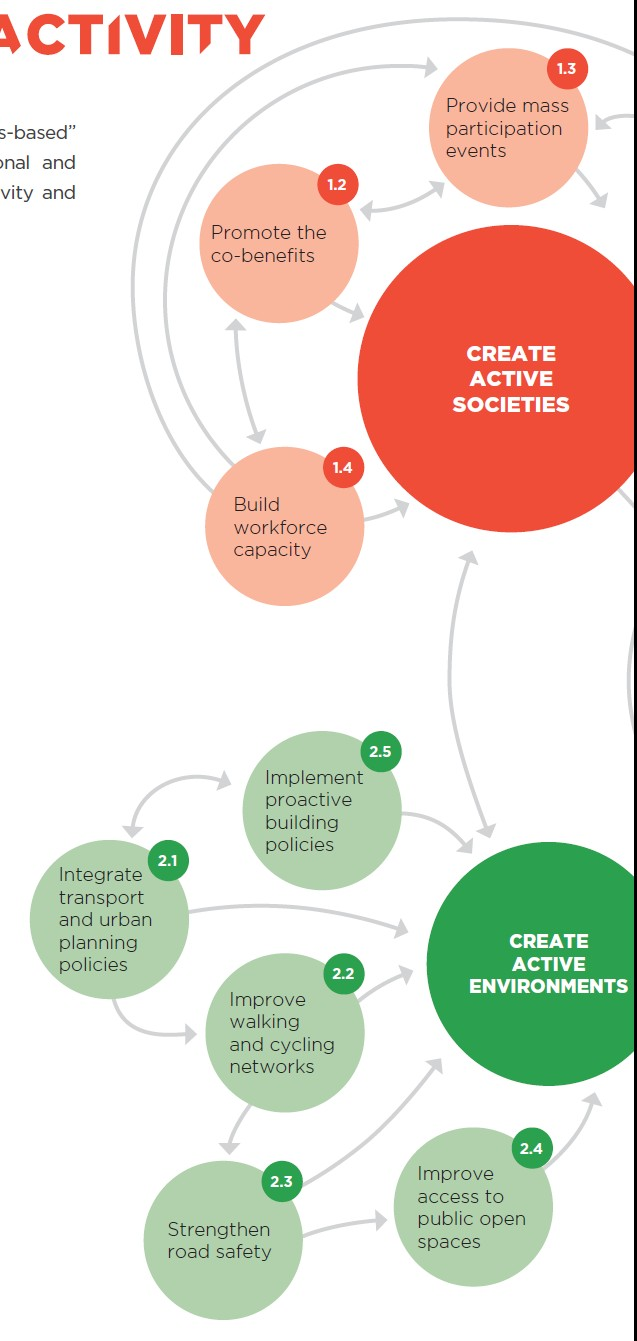 ACTIVITY
s-based”
onal and
vity and
1.3
Provide mass
participation
events
1.2
Promote the
co-benefits
CREATE
ACTIVE
SOCIETIES
1.4
Build
workforce
capacity
2.5
Implement
proactive
building
policies
2.1
Integrate
transport
and urban
planning
policies
CREATE
ACTIVE
ENVIRONMENTS
2.2
Improve
walking
and cycling
networks
2.4
Improve
access to
public open
spaces
2.3
Strengthen
road safety